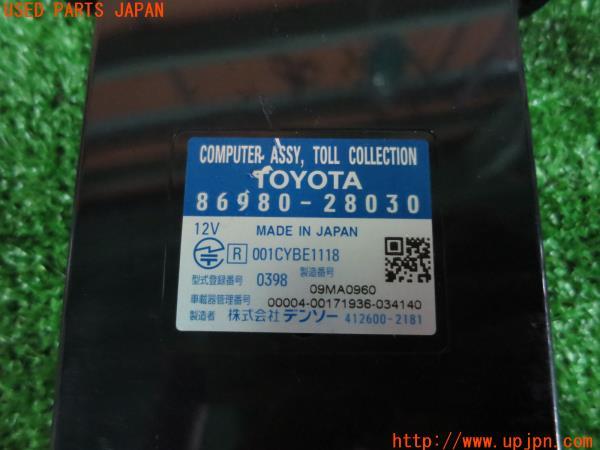 USED PARTS JAPAN
COMPUTER ASSY, TOLL COLLECTION
TOYOTA
86980-28030
12V MADE IN JAPAN
R 001CYBE1118
型式登録番号 0398 製造番号 09MA0960
車載器管理番号 00004-00171936-034140
製造者 株式会社デンソー 412600-2181
http://www.upjpn.com/